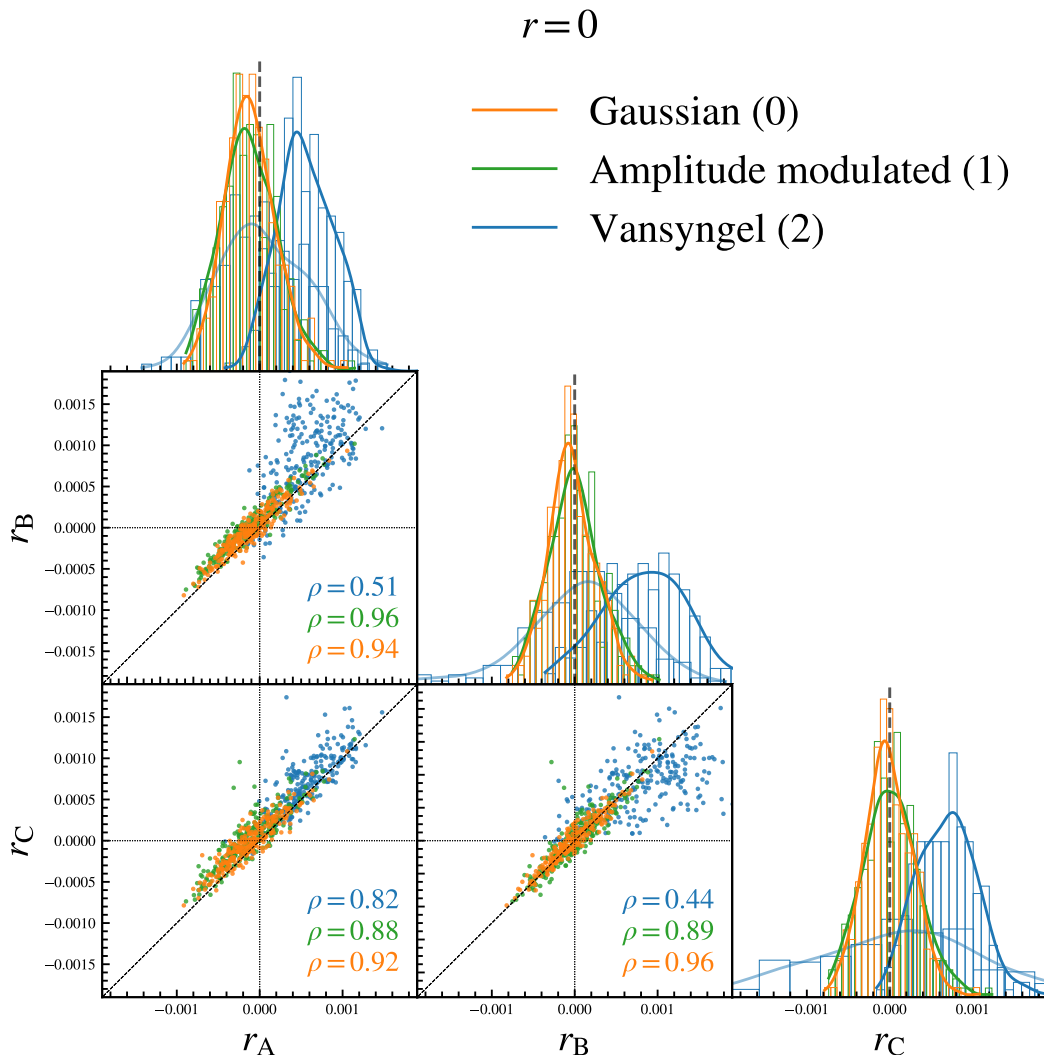 r = 0
Gaussian (0)
Amplitude modulated (1)
Vansyngel (2)
r_B
0.0015
0.0010
0.0005
0.0000
−0.0005
−0.0010
−0.0015
ρ = 0.51
ρ = 0.96
ρ = 0.94
r_C
0.0015
0.0010
0.0005
0.0000
−0.0005
−0.0010
−0.0015
ρ = 0.82
ρ = 0.88
ρ = 0.92
ρ = 0.44
ρ = 0.89
ρ = 0.96
−0.001 0.000 0.001 −0.001 0.000 0.001 −0.001 0.000 0.001
r_A r_B r_C